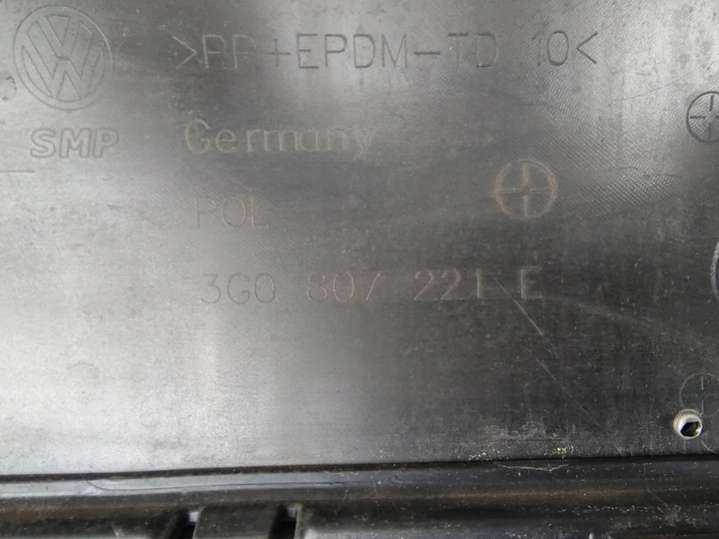 >PP+EPDM-TD 10<
SMP
Germany
POL
3G0 807 221 E